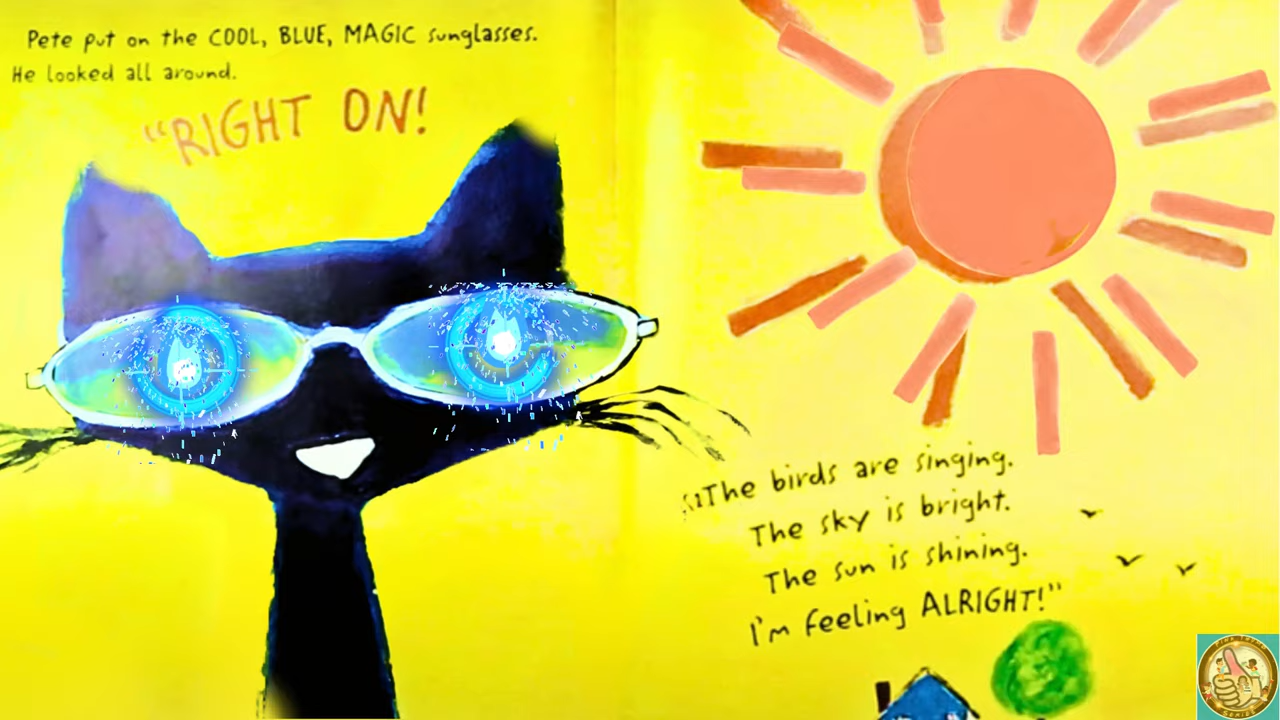 Pete put on the COOL, BLUE, MAGIC sunglasses.
He looked all around.
“RIGHT ON!
The birds are singing.
The sky is bright.
The sun is shining.
I'm feeling ALRIGHT!”